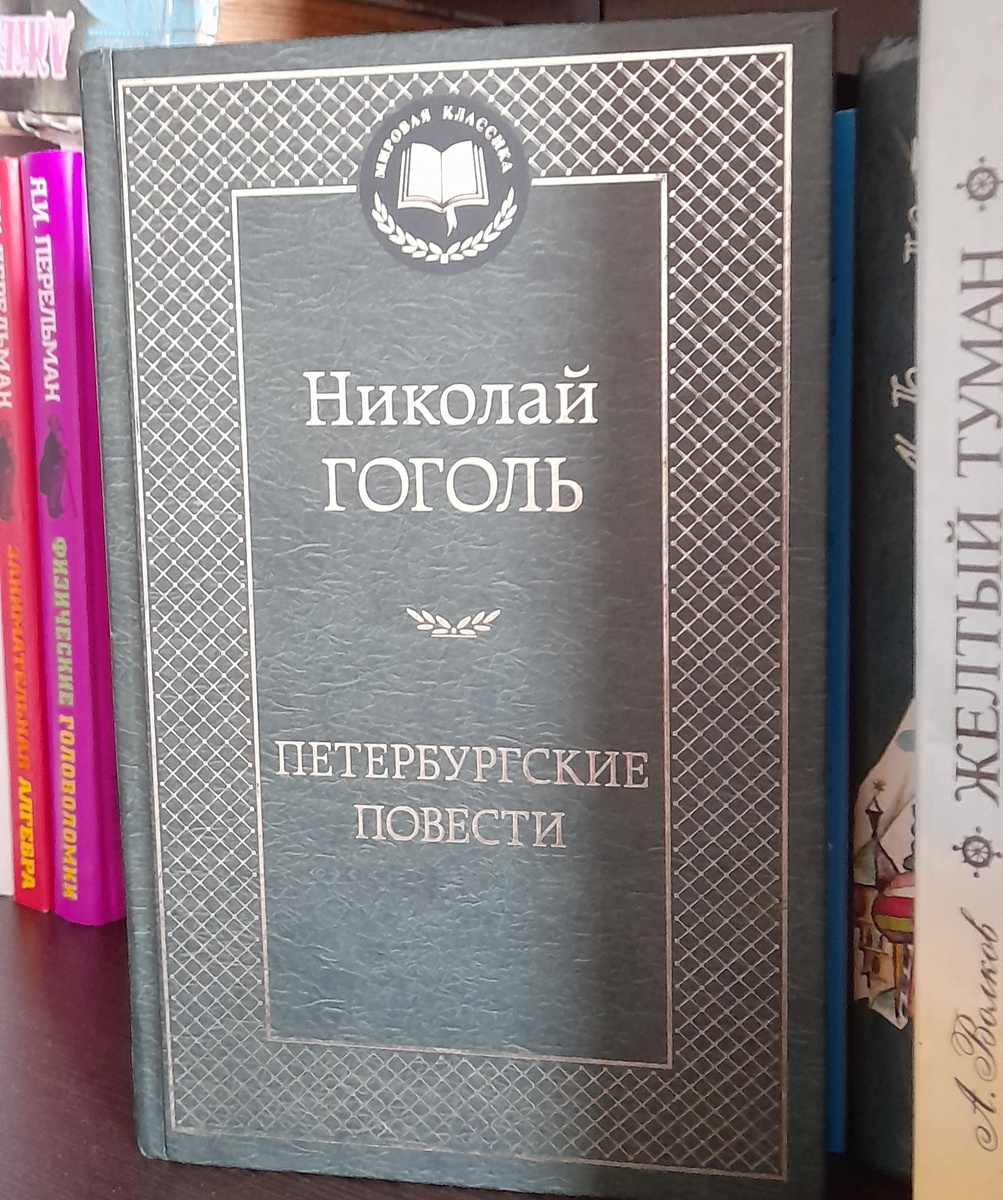 МИРОВАЯ КЛАССИКА
Николай
ГОГОЛЬ
ПЕТЕРБУРГСКИЕ
ПОВЕСТИ
Я.И. ПЕРЕЛЬМАН
ФИЗИЧЕСКИЕ ГОЛОВОЛОМКИ
ЗАНИМАТЕЛЬНАЯ АЛГЕБРА
А. Волков
ЖЕЛТЫЙ ТУМАН